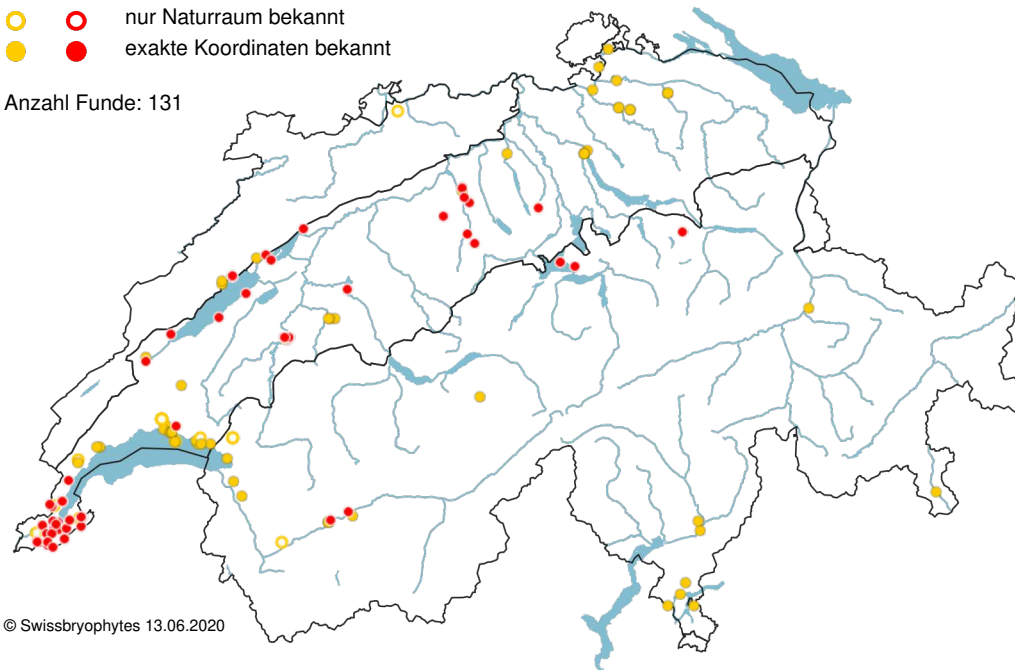 nur Naturraum bekannt
exakte Koordinaten bekannt
Anzahl Funde: 131
© Swissbryophytes 13.06.2020